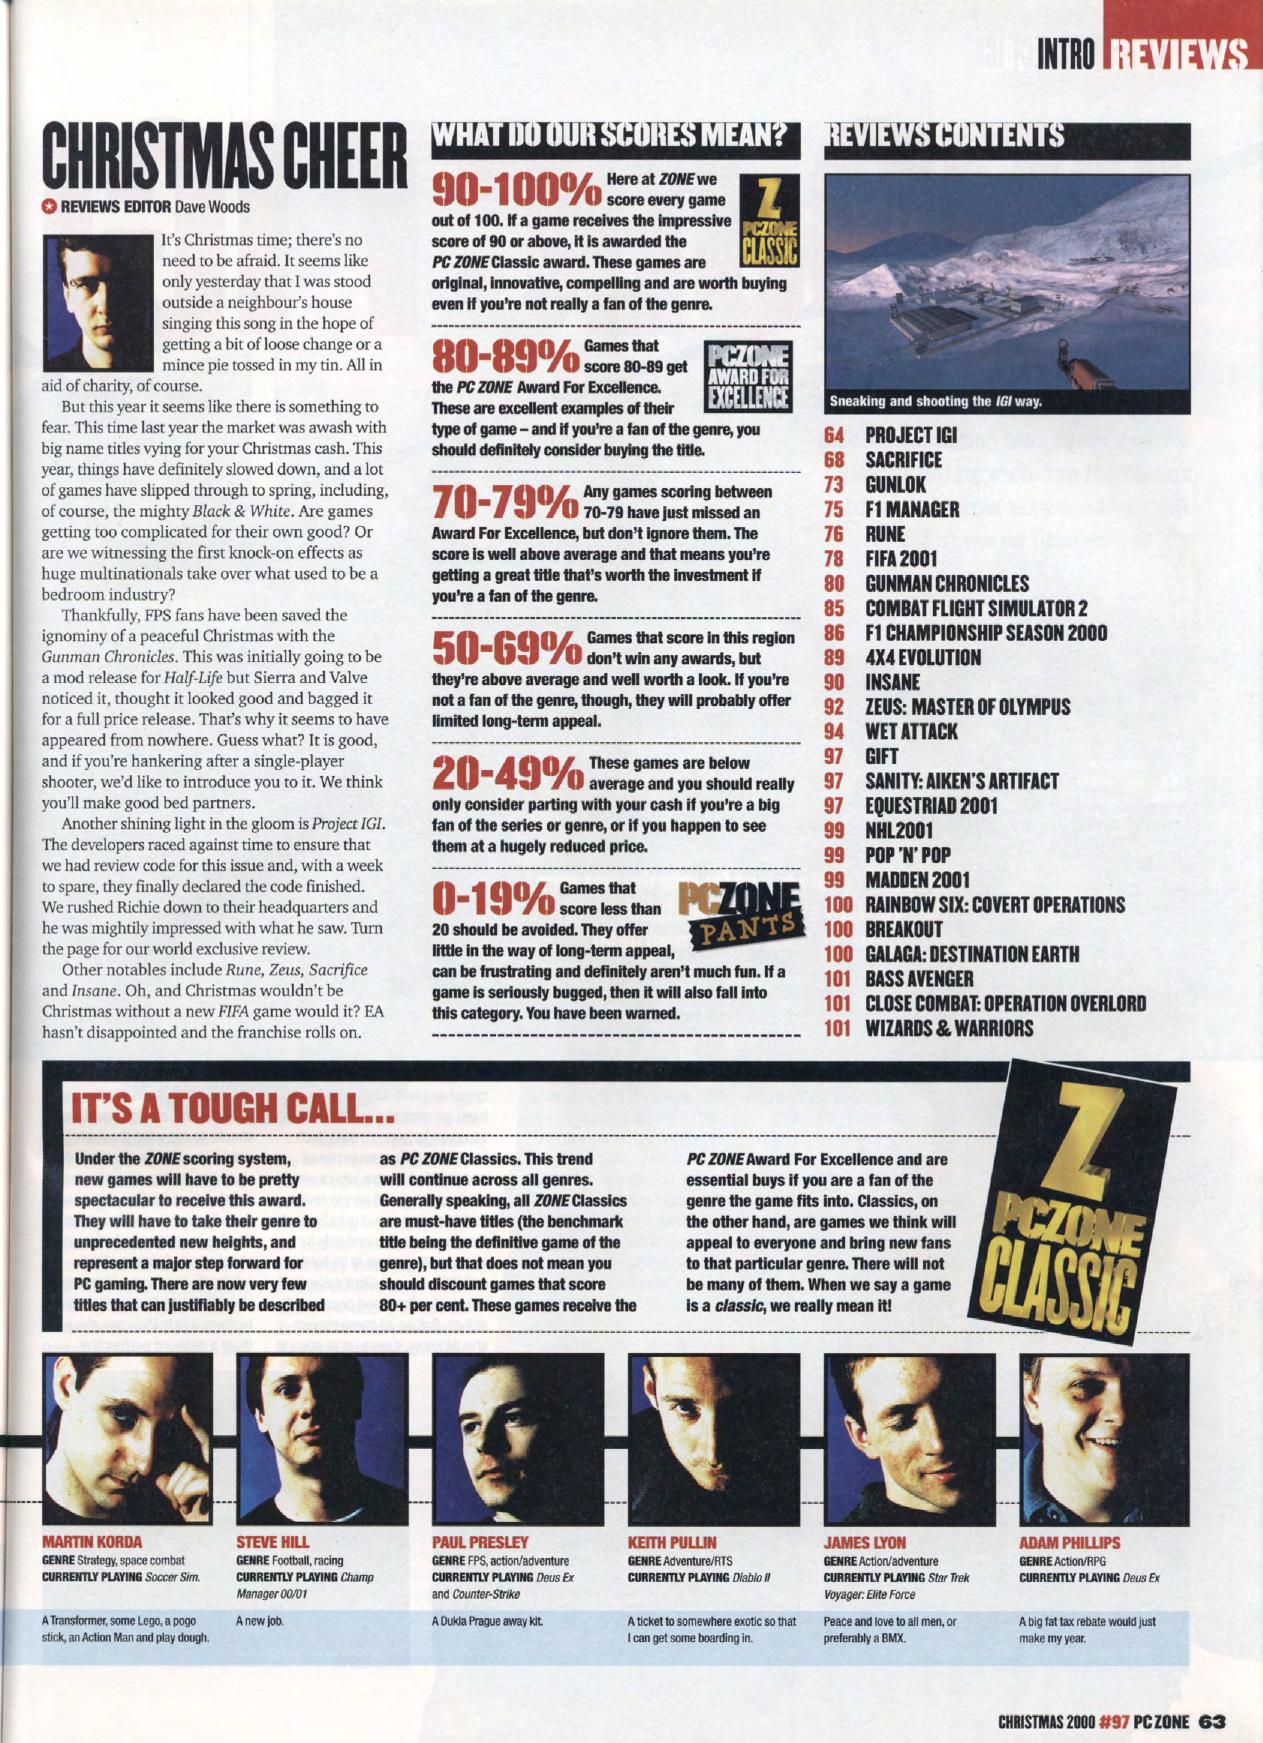 INTRO REVIEWS
CHRISTMAS CHEER
REVIEWS EDITOR Dave Woods
It's Christmas time; there's no
need to be afraid. It seems like
only yesterday that I was stood
outside a neighbour's house
singing this song in the hope of
getting a bit of loose change or a
mince pie tossed in my tin. All in
aid of charity, of course.
But this year it seems like there is something to
fear. This time last year the market was awash with
big name titles vying for your Christmas cash. This
year, things have definitely slowed down, and a lot
of games have slipped through to spring, including,
of course, the mighty Black & White. Are games
getting too complicated for their own good? Or
are we witnessing the first knock-on effects as
huge multinationals take over what used to be a
bedroom industry?
Thankfully, FPS fans have been saved the
ignominy of a peaceful Christmas with the
Gunman Chronicles. This was initially going to be
a mod release for Half-Life but Sierra and Valve
noticed it, thought it looked good and bagged it
for a full price release. That's why it seems to have
appeared from nowhere. Guess what? It is good,
and if you're hankering after a single-player
shooter, we'd like to introduce you to it. We think
you'll make good bed partners.
Another shining light in the gloom is Project IGI.
The developers raced against time to ensure that
we had review code for this issue and, with a week
to spare, they finally declared the code finished.
We rushed Richie down to their headquarters and
he was mightily impressed with what he saw. Turn
the page for our world exclusive review.
Other notables include Rune, Zeus, Sacrifice
and Insane. Oh, and Christmas wouldn't be
Christmas without a new FIFA game would it? EA
hasn't disappointed and the franchise rolls on.
WHAT DO OUR SCORES MEAN?
90-100% Here at ZONE we
score every game
out of 100. If a game receives the impressive
score of 90 or above, it is awarded the
PC ZONE Classic award. These games are
original, innovative, compelling and are worth buying
even if you're not really a fan of the genre.
Z
PCZONE
CLASSIC
80-89% Games that
score 80-89 get
the PC ZONE Award For Excellence.
These are excellent examples of their
type of game – and if you're a fan of the genre, you
should definitely consider buying the title.
PCZONE
AWARD FOR
EXCELLENCE
70-79% Any games scoring between
70-79 have just missed an
Award For Excellence, but don't ignore them. The
score is well above average and that means you're
getting a great title that's worth the investment if
you're a fan of the genre.
50-69% Games that score in this region
don't win any awards, but
they're above average and well worth a look. If you're
not a fan of the genre, though, they will probably offer
limited long-term appeal.
20-49% These games are below
average and you should really
only consider parting with your cash if you're a big
fan of the series or genre, or if you happen to see
them at a hugely reduced price.
0-19% Games that
score less than
20 should be avoided. They offer
little in the way of long-term appeal,
can be frustrating and definitely aren't much fun. If a
game is seriously bugged, then it will also fall into
this category. You have been warned.
PCZONE
PANTS
REVIEWS CONTENTS
Sneaking and shooting the IGI way.
64 PROJECT IGI
68 SACRIFICE
73 GUNLOK
75 F1 MANAGER
76 RUNE
78 FIFA 2001
80 GUNMAN CHRONICLES
85 COMBAT FLIGHT SIMULATOR 2
86 F1 CHAMPIONSHIP SEASON 2000
89 4X4 EVOLUTION
90 INSANE
92 ZEUS: MASTER OF OLYMPUS
94 WET ATTACK
97 GIFT
97 SANITY: AIKEN'S ARTIFACT
97 EQUESTRIAD 2001
99 NHL2001
99 POP 'N' POP
99 MADDEN 2001
100 RAINBOW SIX: COVERT OPERATIONS
100 BREAKOUT
100 GALAGA: DESTINATION EARTH
101 BASS AVENGER
101 CLOSE COMBAT: OPERATION OVERLORD
101 WIZARDS & WARRIORS
IT'S A TOUGH CALL...
Under the ZONE scoring system,
new games will have to be pretty
spectacular to receive this award.
They will have to take their genre to
unprecedented new heights, and
represent a major step forward for
PC gaming. There are now very few
titles that can justifiably be described
as PC ZONE Classics. This trend
will continue across all genres.
Generally speaking, all ZONE Classics
are must-have titles (the benchmark
title being the definitive game of the
genre), but that does not mean you
should discount games that score
80+ per cent. These games receive the
PC ZONE Award For Excellence and are
essential buys if you are a fan of the
genre the game fits into. Classics, on
the other hand, are games we think will
appeal to everyone and bring new fans
to that particular genre. There will not
be many of them. When we say a game
is a classic, we really mean it!
Z
PCZONE
CLASSIC
MARTIN KORDA
GENRE Strategy, space combat
CURRENTLY PLAYING Soccer Sim.
A Transformer, some Lego, a pogo
stick, an Action Man and play dough.
STEVE HILL
GENRE Football, racing
CURRENTLY PLAYING Champ
Manager 00/01
A new job.
PAUL PRESLEY
GENRE FPS, action/adventure
CURRENTLY PLAYING Deus Ex
and Counter-Strike
A Dukla Prague away kit.
KEITH PULLIN
GENRE Adventure/RTS
CURRENTLY PLAYING Diablo II
A ticket to somewhere exotic so that
I can get some boarding in.
JAMES LYON
GENRE Action/adventure
CURRENTLY PLAYING Star Trek
Voyager: Elite Force
Peace and love to all men, or
preferably a BMX.
ADAM PHILLIPS
GENRE Action/RPG
CURRENTLY PLAYING Deus Ex
A big fat tax rebate would just
make my year.
CHRISTMAS 2000 #97 PC ZONE 63